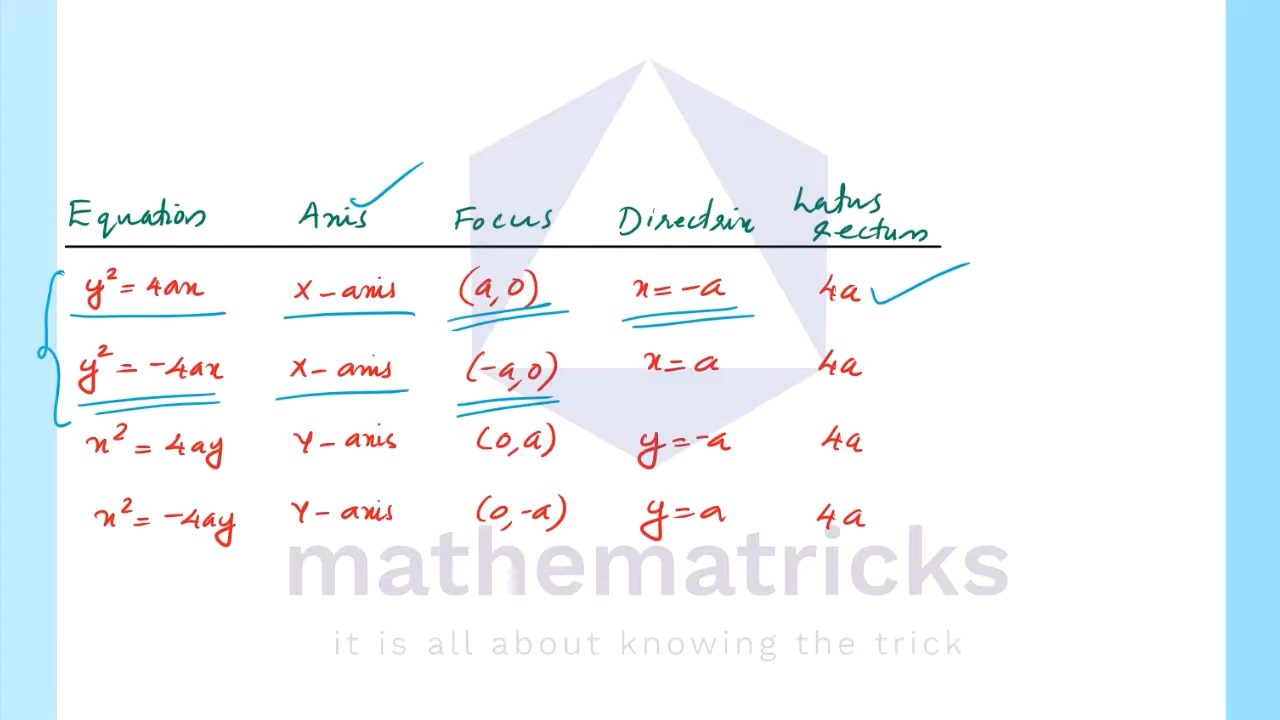 Equation Axis Focus Directrix Latus Rectum
y² = 4ax X-axis (a,0) x = -a 4a
y² = -4ax X-axis (-a,0) x = a 4a
x² = 4ay Y-axis (0,a) y = -a 4a
x² = -4ay Y-axis (0,-a) y = a 4a
mathematricks
it is all about knowing the trick